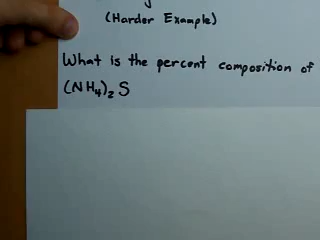 (Harder Example)
What is the percent composition of
(NH₄)₂ S